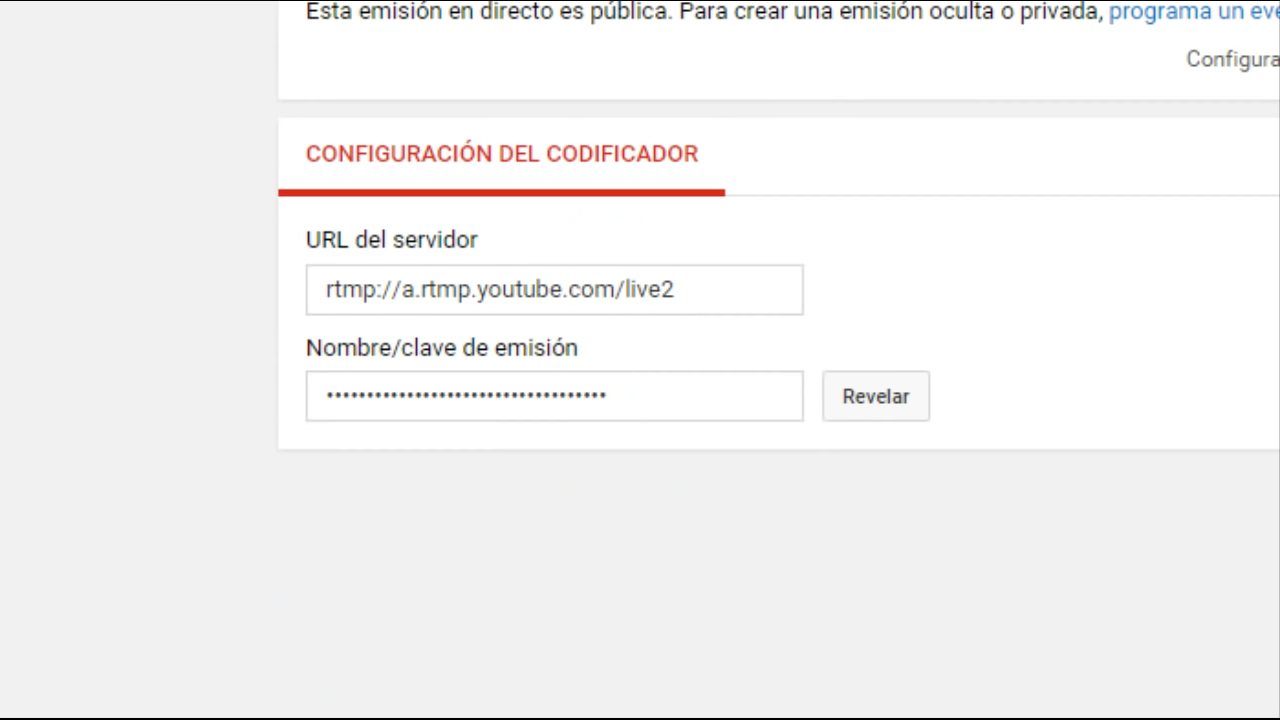 Esta emisión en directo es pública. Para crear una emisión oculta o privada, programa un eve
Configura
CONFIGURACIÓN DEL CODIFICADOR
URL del servidor
rtmp://a.rtmp.youtube.com/live2
Nombre/clave de emisión
•••••••••••••••••••••••••••••••••••
Revelar